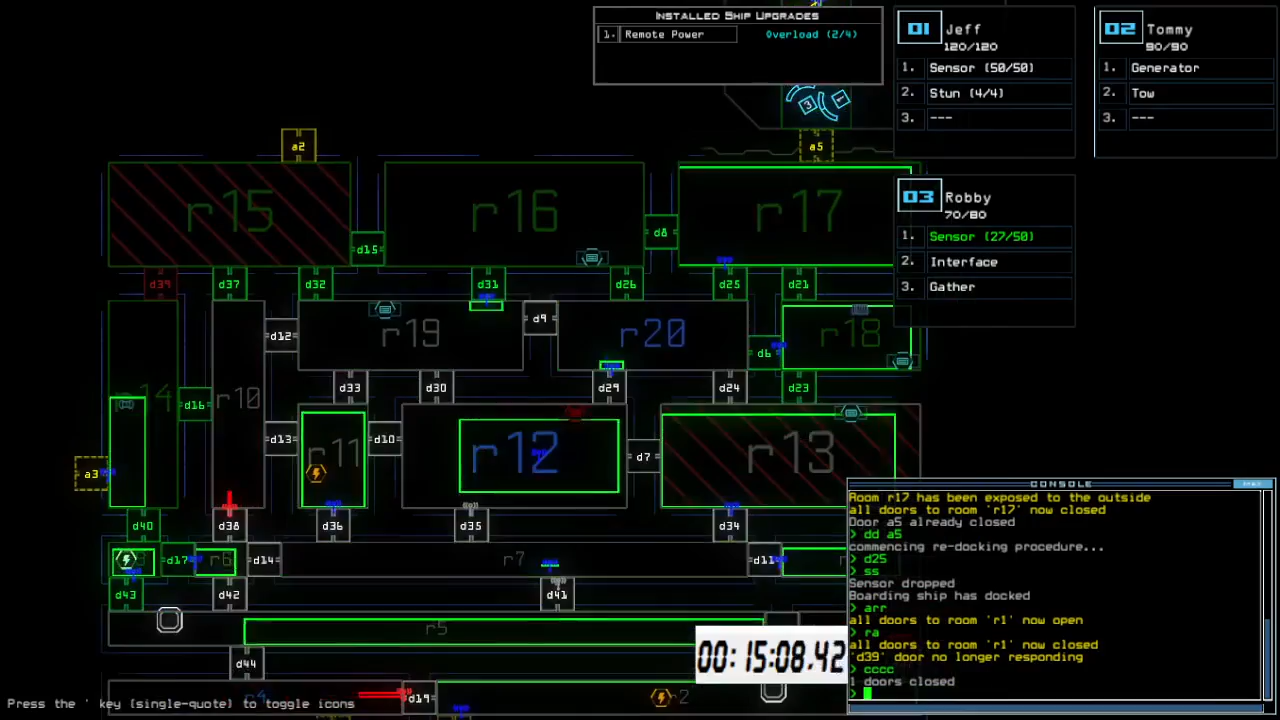 Installed Ship Upgrades
1. Remote Power Overload (2/4)
01 Jeff
120/120
1. Sensor (50/50)
2. Stun (4/4)
3. ---
02 Tommy
90/90
1. Generator
2. Tow
3. ---
03 Robby
70/80
1. Sensor (27/50)
2. Interface
3. Gather
3 1
a2 a5
r15 r16 r17
d15 d8
d39 d37 d32 d31 d26 d25 d21
d12 r19 d9 r20 d6 r18
d33 d30 d29 d24 d23
14 d16 r10
d13 r11 d10 r12 d7 r13
a3
d40 d38 d36 d35 d34
d17 r6 d14 r7 d11
d43 d42 d41
r5
d44
r4 d19 2
00:15:08.42
CONSOLE
Room r17 has been exposed to the outside
all doors to room 'r17' now closed
Door a5 already closed
> dd a5
commencing re-docking procedure...
> d25
> ss
Sensor dropped
Boarding ship has docked
> arr
all doors to room 'r1' now open
> ra
all doors to room 'r1' now closed
'd39' door no longer responding
> cccc
1 doors closed
>
Press the ' key (single-quote) to toggle icons